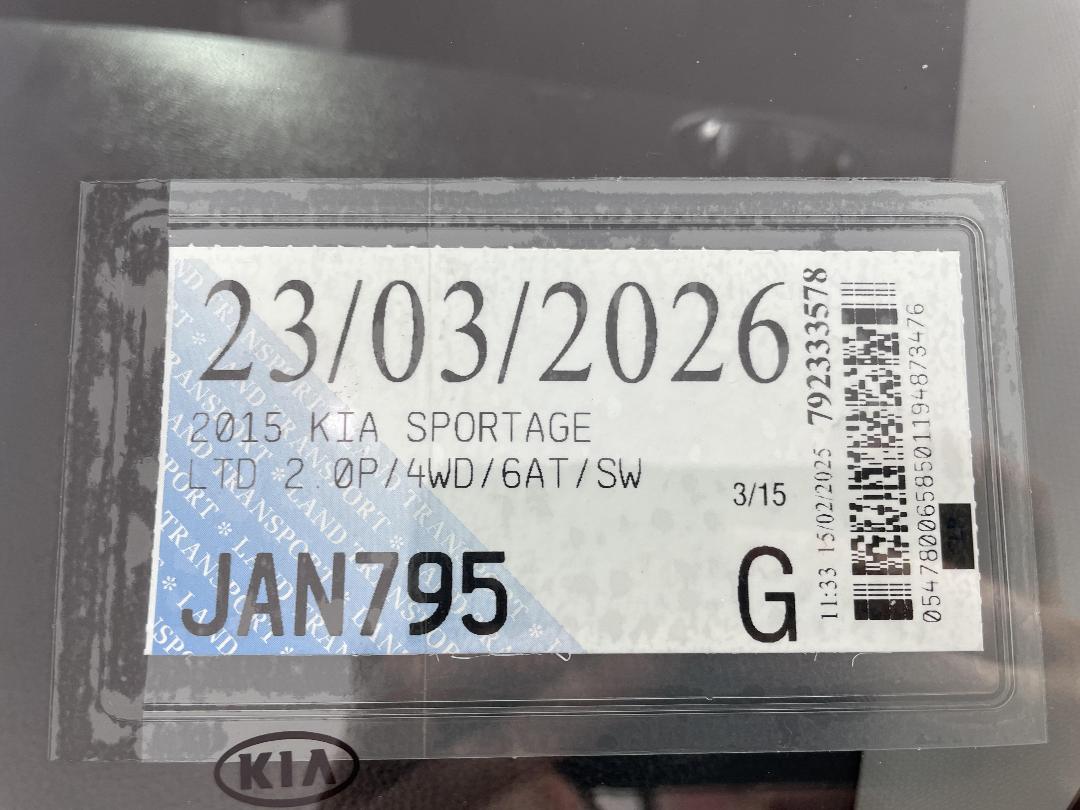 23/03/2026
2015 KIA SPORTAGE
LTD 2.0P/4WD/6AT/SW
3/15
JAN795
G
792333578
11:33 15/02/2025
KIA